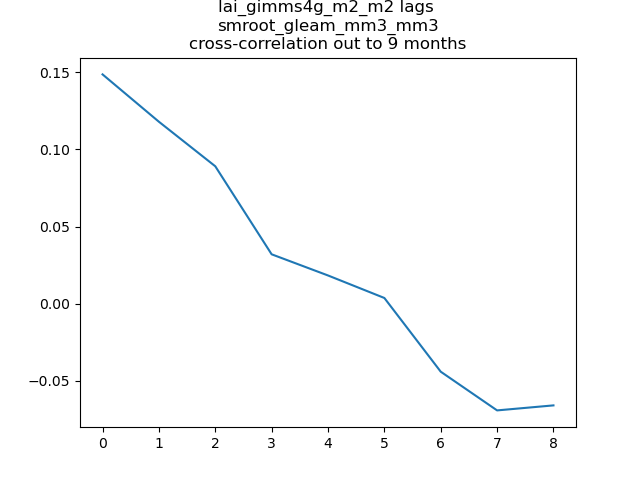 lai_gimms4g_m2_m2 lags
smroot_gleam_mm3_mm3
cross-correlation out to 9 months
0.15
0.10
0.05
0.00
−0.05
0 1 2 3 4 5 6 7 8